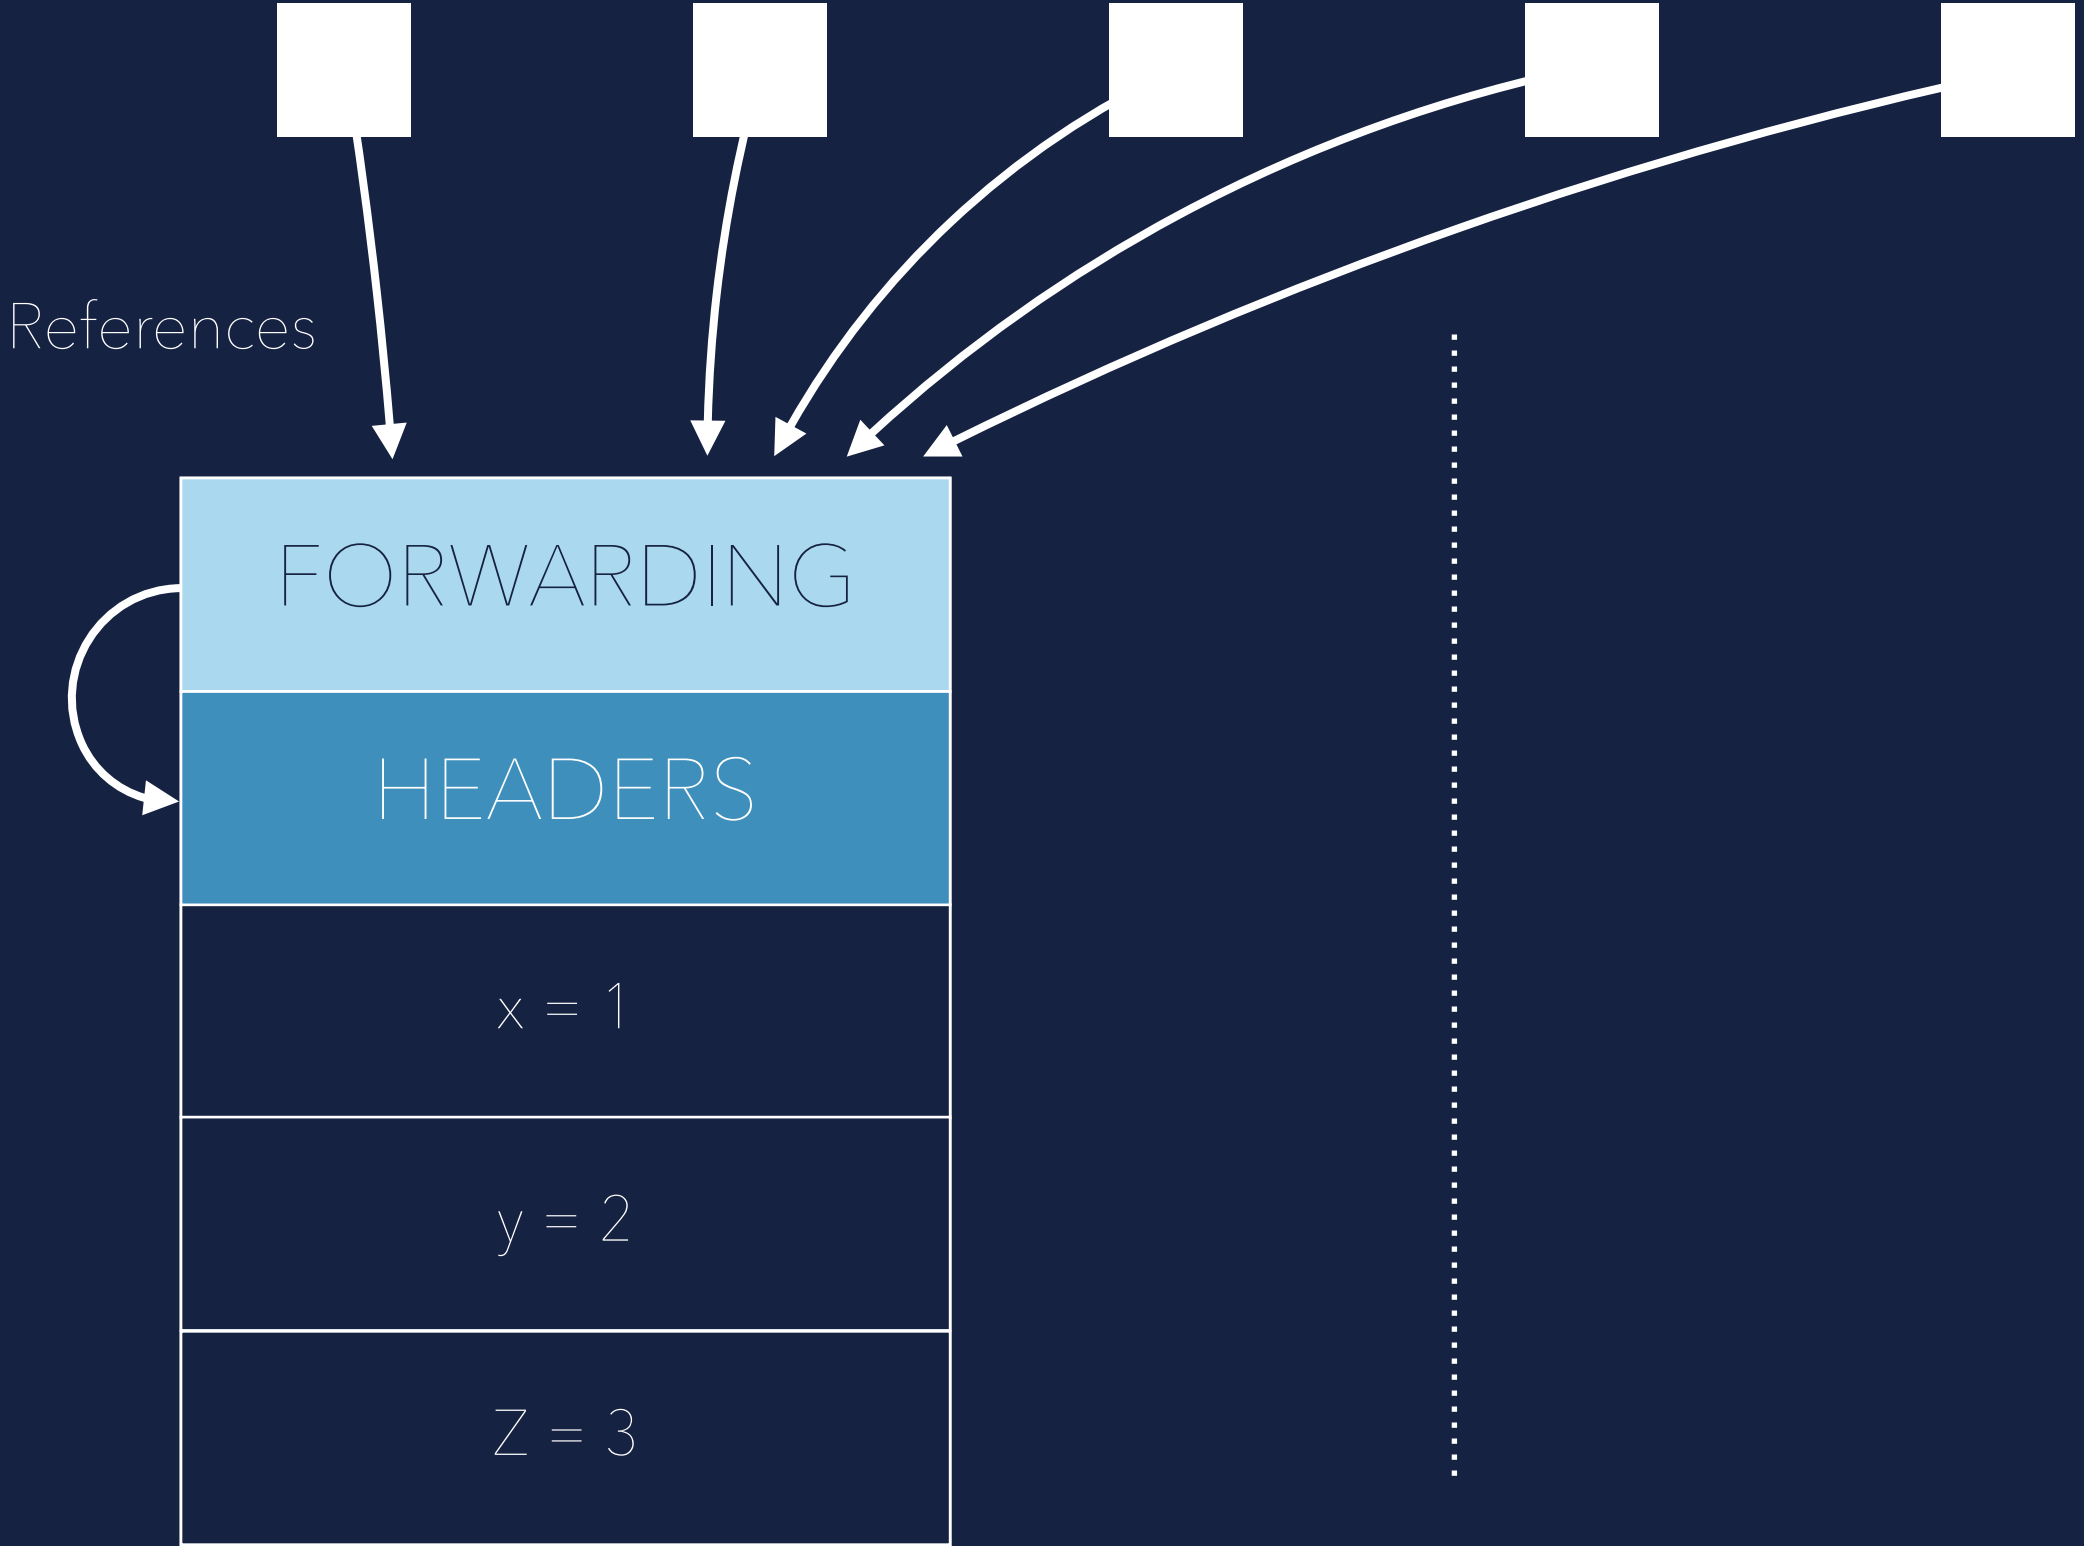 References
FORWARDING
HEADERS
x = 1
y = 2
Z = 3